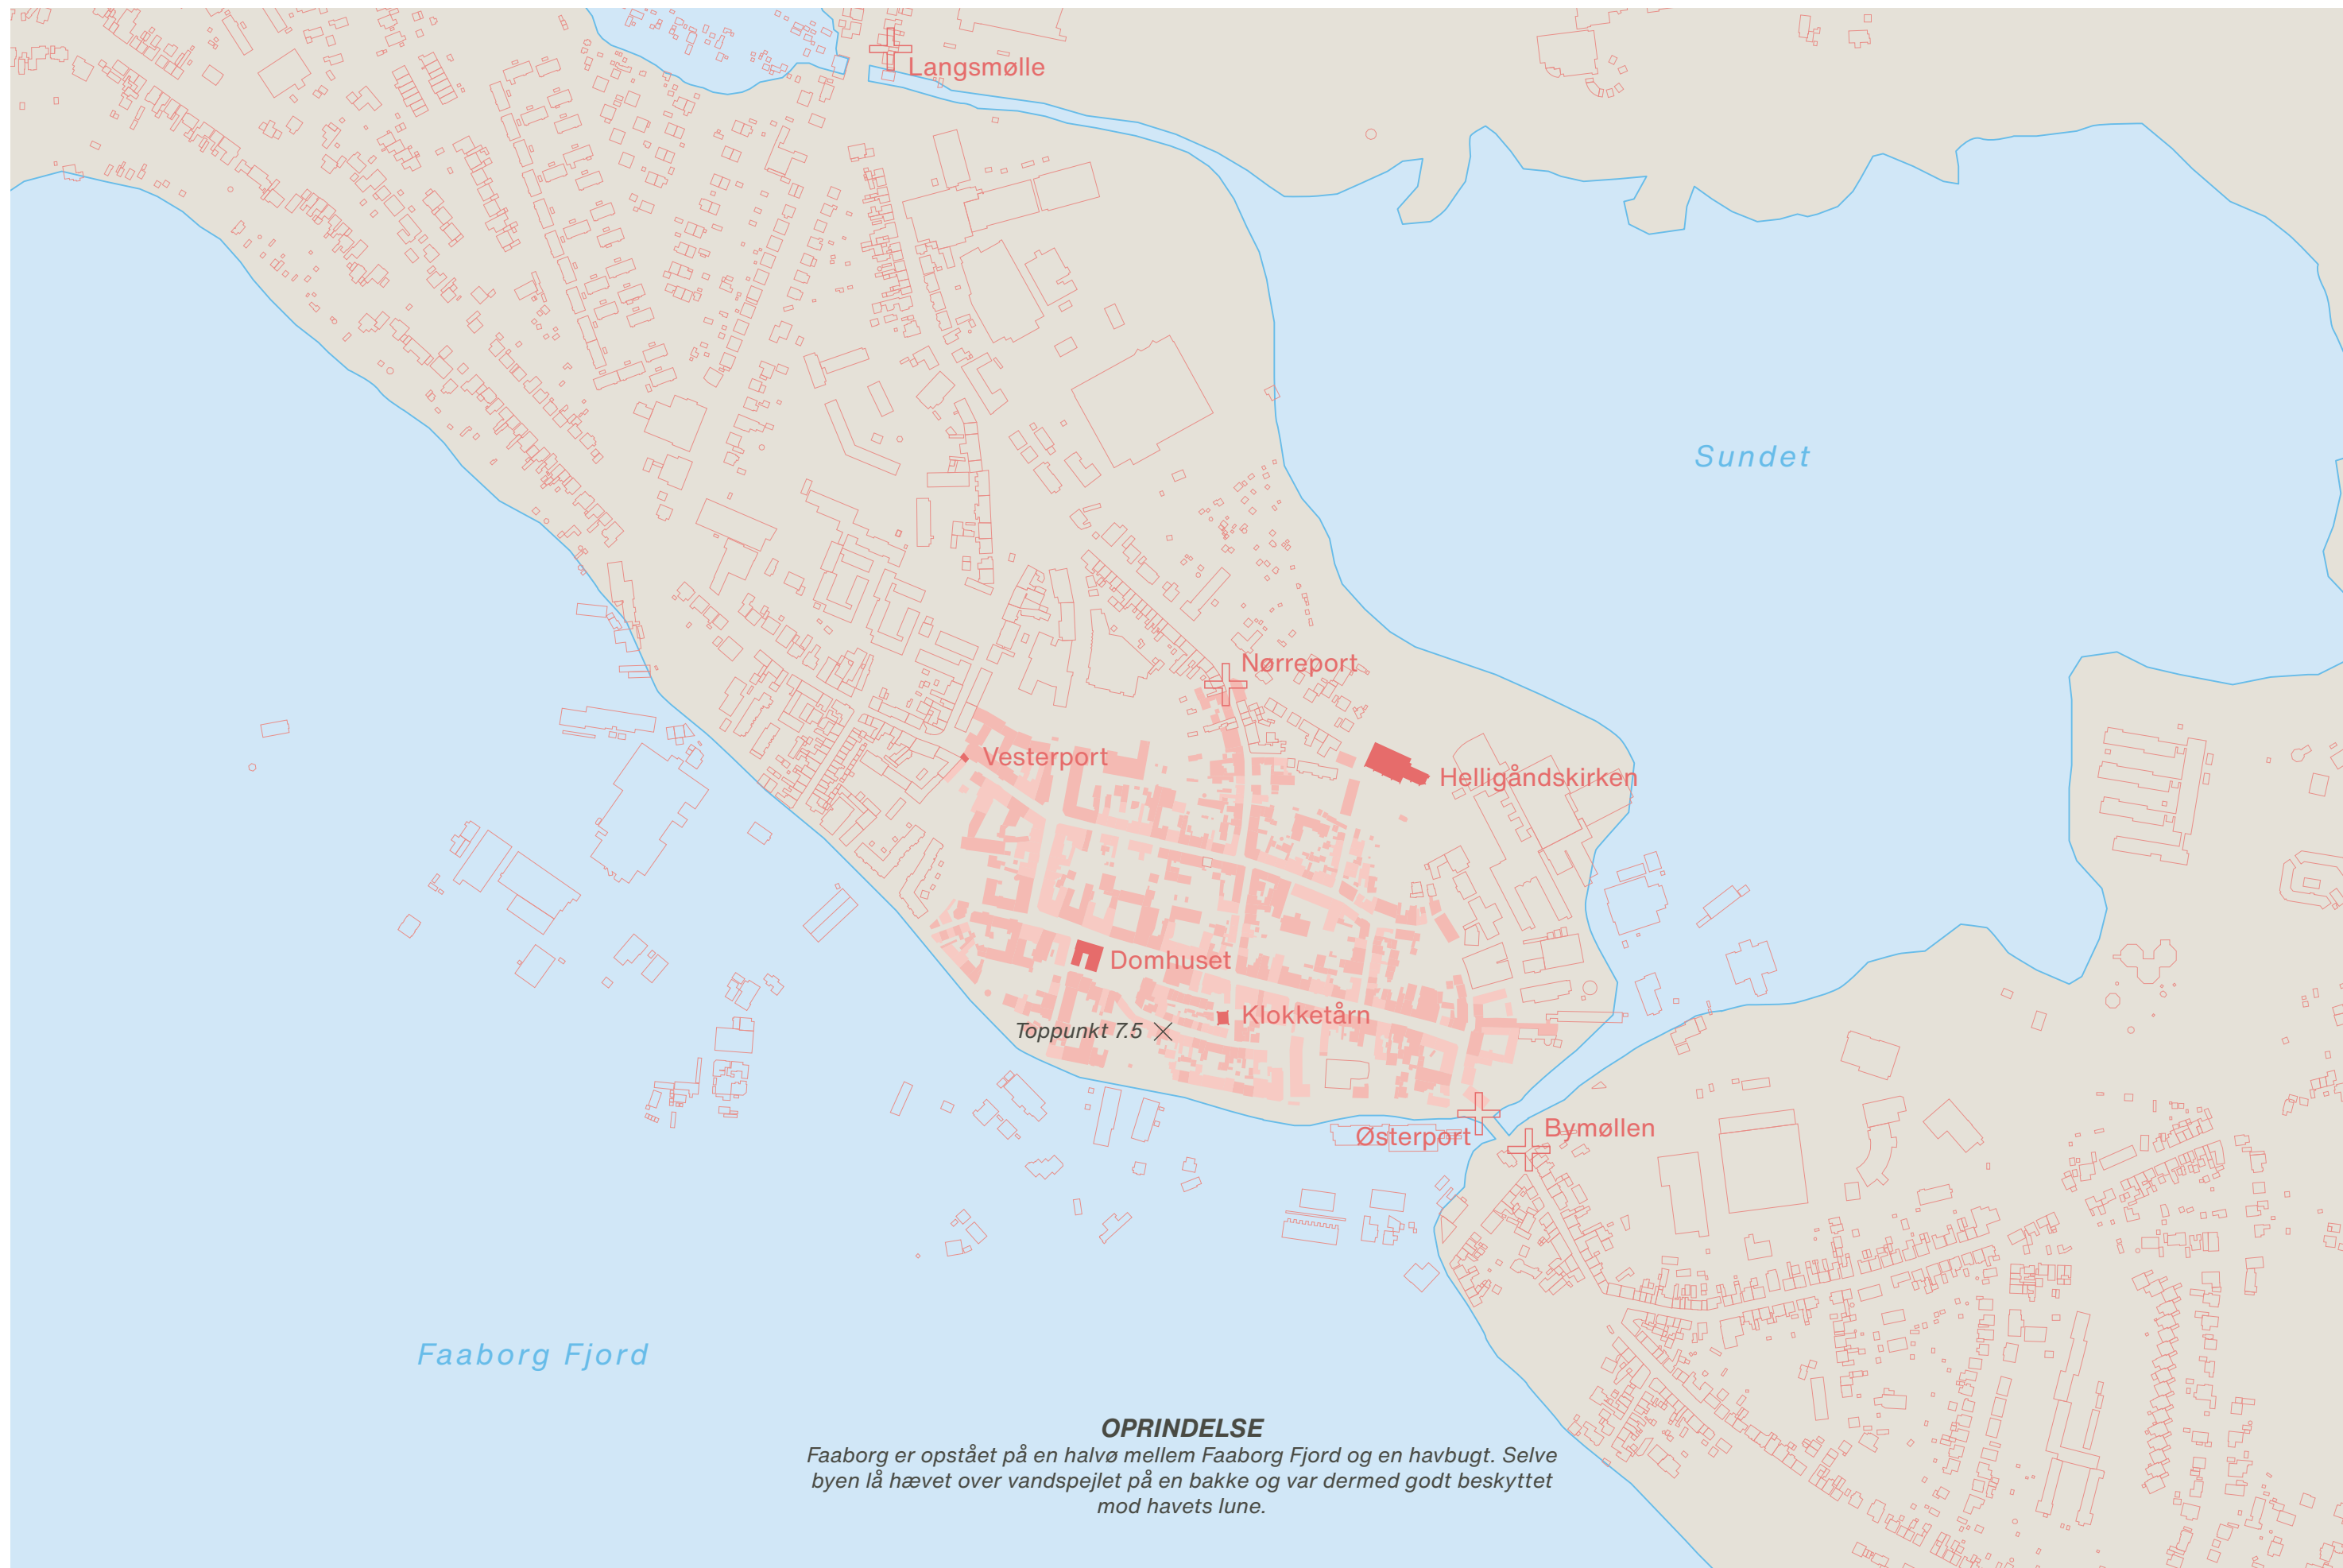 Langsmølle
Sundet
Nørreport
Vesterport
Helligåndskirken
Domhuset
Klokketårn
Toppunkt 7.5
Bymøllen
Østerport
Faaborg Fjord
OPRINDELSE
Faaborg er opstået på en halvø mellem Faaborg Fjord og en havbugt. Selve
byen lå hævet over vandspejlet på en bakke og var dermed godt beskyttet
mod havets lune.